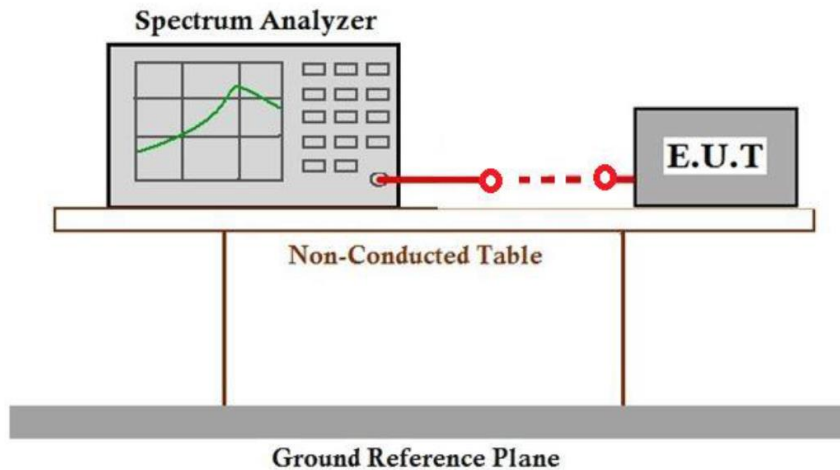 Spectrum Analyzer
E.U.T
Non-Conducted Table
Ground Reference Plane